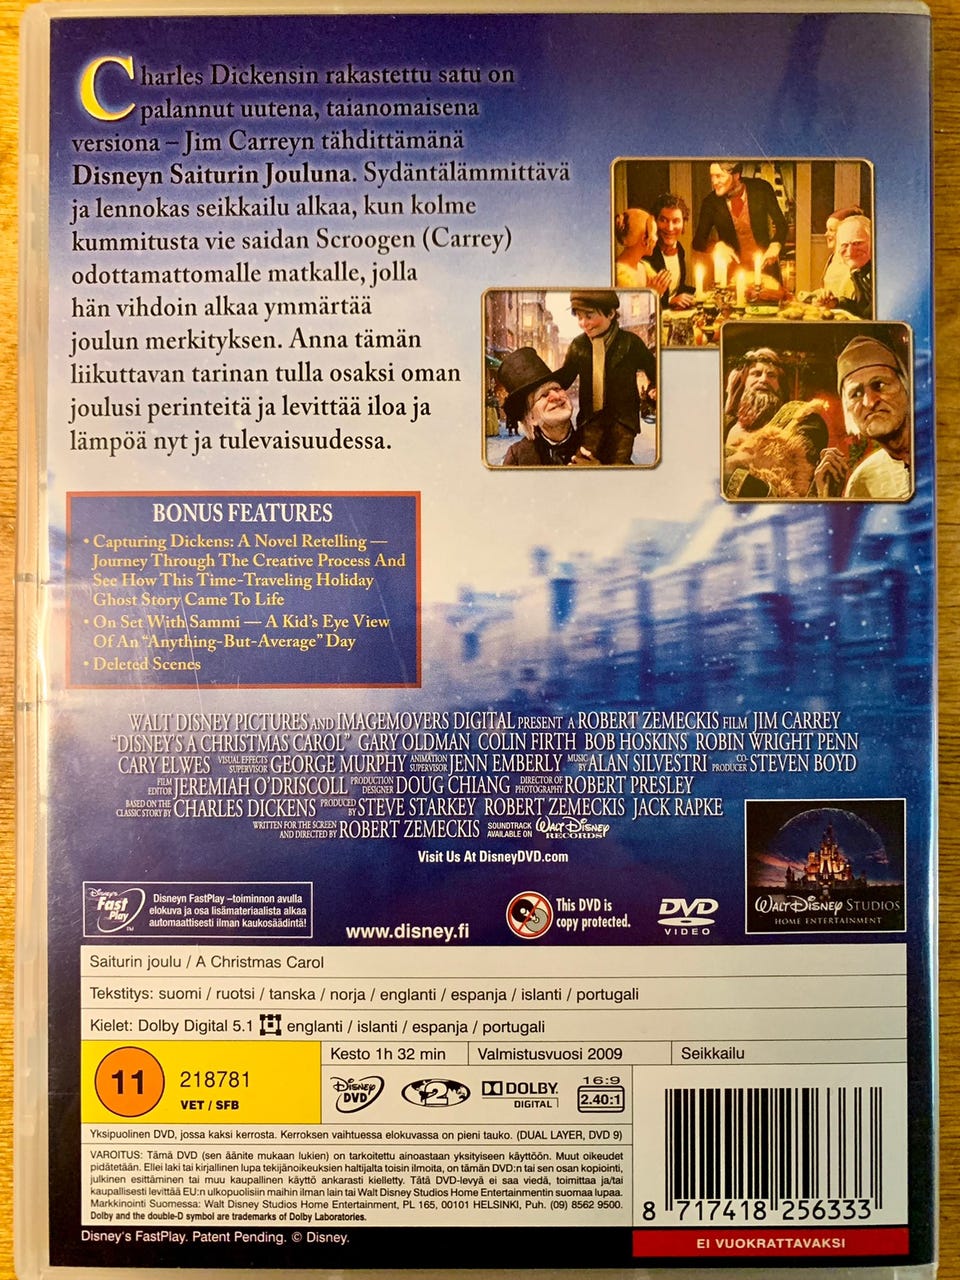 Charles Dickensin rakastettu satu on
palannut uutena, taianomaisena
versiona – Jim Carreyn tähdittämänä
Disneyn Saiturin Jouluna. Sydäntälämmittävä
ja lennokas seikkailu alkaa, kun kolme
kummitusta vie saidan Scroogen (Carrey)
odottamattomalle matkalle, jolla
hän vihdoin alkaa ymmärtää
joulun merkityksen. Anna tämän
liikuttavan tarinan tulla osaksi oman
joulusi perinteitä ja levittää iloa ja
lämpöä nyt ja tulevaisuudessa.
BONUS FEATURES
• Capturing Dickens: A Novel Retelling —
Journey Through The Creative Process And
See How This Time-Traveling Holiday
Ghost Story Came To Life
• On Set With Sammi — A Kid's Eye View
Of An "Anything-But-Average" Day
• Deleted Scenes
WALT DISNEY PICTURES AND IMAGEMOVERS DIGITAL PRESENT A ROBERT ZEMECKIS FILM JIM CARREY
"DISNEY'S A CHRISTMAS CAROL" GARY OLDMAN COLIN FIRTH BOB HOSKINS ROBIN WRIGHT PENN
CARY ELWES VISUAL EFFECTS SUPERVISOR GEORGE MURPHY ANIMATION SUPERVISOR JENN EMBERLY MUSIC BY ALAN SILVESTRI CO-PRODUCER STEVEN BOYD
FILM EDITOR JEREMIAH O'DRISCOLL PRODUCTION DESIGNER DOUG CHIANG DIRECTOR OF PHOTOGRAPHY ROBERT PRESLEY
BASED ON THE CLASSIC STORY BY CHARLES DICKENS PRODUCED BY STEVE STARKEY ROBERT ZEMECKIS JACK RAPKE
WRITTEN FOR THE SCREEN AND DIRECTED BY ROBERT ZEMECKIS SOUNDTRACK AVAILABLE ON WALT DISNEY RECORDS
Visit Us At DisneyDVD.com
WALT DISNEY STUDIOS
HOME ENTERTAINMENT
Disney's Fast Play TM
Disneyn FastPlay –toiminnon avulla
elokuva ja osa lisämateriaalista alkaa
automaattisesti ilman kaukosäädintä!
www.disney.fi
This DVD is
copy protected.
DVD
VIDEO
Saiturin joulu / A Christmas Carol
Tekstitys: suomi / ruotsi / tanska / norja / englanti / espanja / islanti / portugali
Kielet: Dolby Digital 5.1 englanti / islanti / espanja / portugali
11
218781
VET / SFB
Kesto 1h 32 min
Valmistusvuosi 2009
Seikkailu
Disney DVD
2
DOLBY
DIGITAL
16:9
2.40:1
Yksipuolinen DVD, jossa kaksi kerrosta. Kerroksen vaihtuessa elokuvassa on pieni tauko. (DUAL LAYER, DVD 9)
VAROITUS: Tämä DVD (sen äänite mukaan lukien) on tarkoitettu ainoastaan yksityiseen käyttöön. Muut oikeudet
pidätetään. Ellei laki tai kirjallinen lupa tekijänoikeuksien haltijalta toisin ilmoita, on tämän DVD:n tai sen osan kopiointi,
julkinen esittäminen tai muu kaupallinen käyttö ankarasti kielletty. Tätä DVD-levyä ei saa viedä, toimittaa ja/tai
kaupallisesti levittää EU:n ulkopuolisiin maihin ilman lain tai Walt Disney Studios Home Entertainmentin suomaa lupaa.
Markkinointi Suomessa: Walt Disney Studios Home Entertainment, PL 165, 00101 HELSINKI, Puh. (09) 8562 9500.
Dolby and the double-D symbol are trademarks of Dolby Laboratories.
8 717418 256333
Disney's FastPlay. Patent Pending. © Disney.
EI VUOKRATTAVAKSI